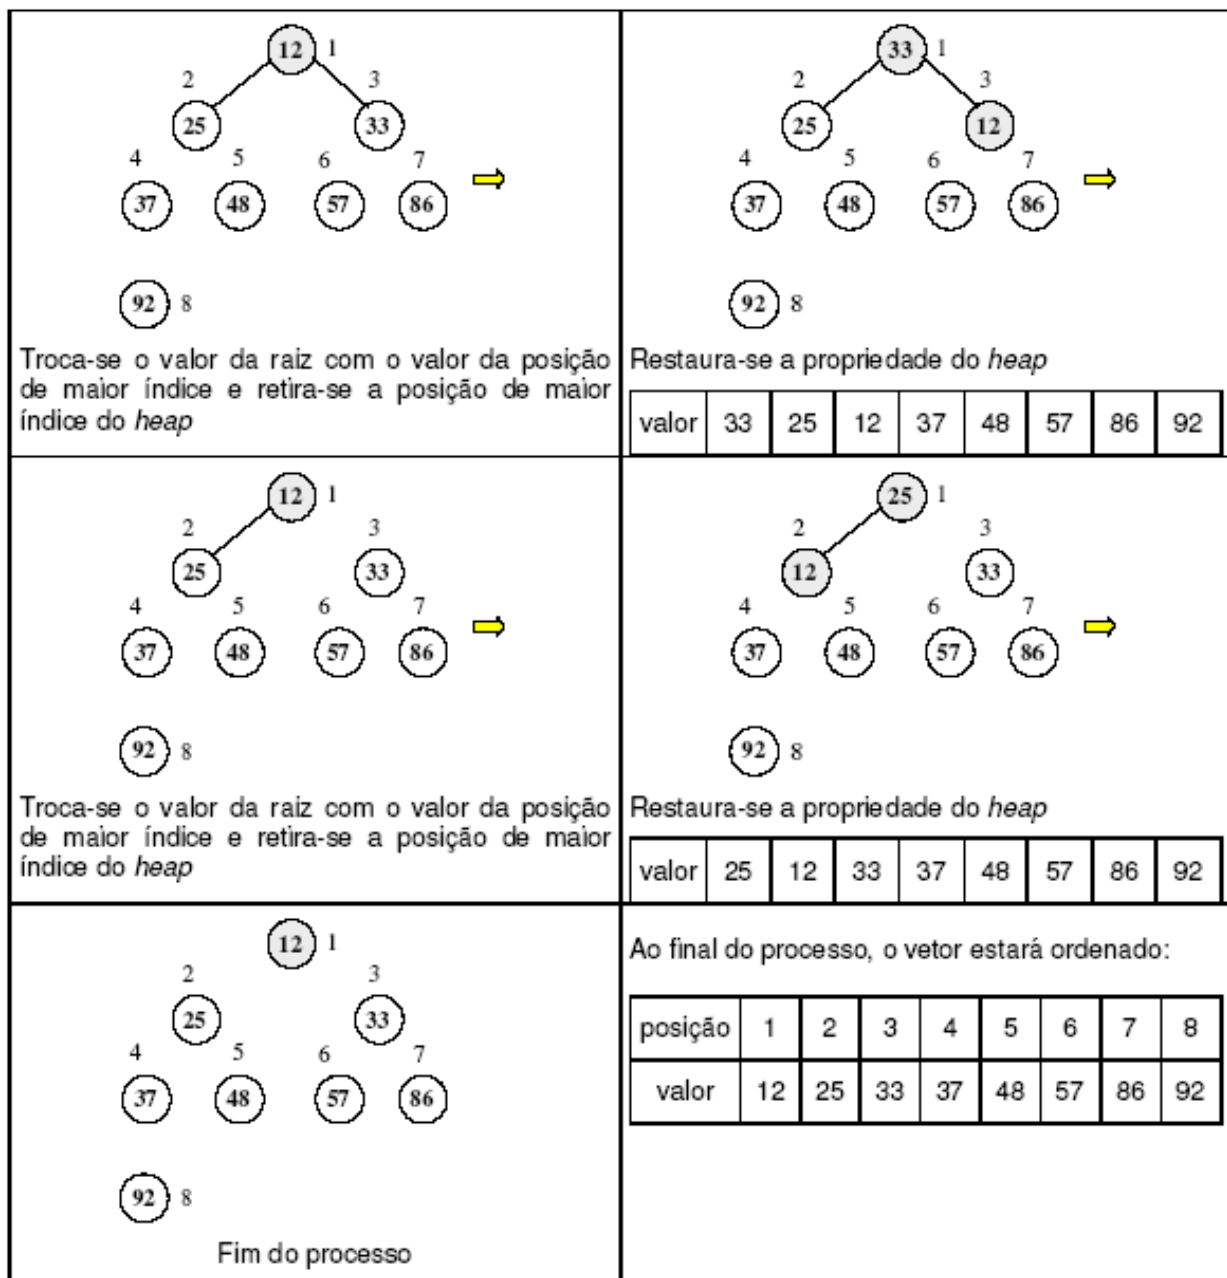 12 1
2 3
25 33
4 5 6 7
37 48 57 86
92 8
Troca-se o valor da raiz com o valor da posição
de maior índice e retira-se a posição de maior
índice do heap
33 1
2 3
25 12
4 5 6 7
37 48 57 86
92 8
Restaura-se a propriedade do heap
valor 33 25 12 37 48 57 86 92
12 1
2 3
25 33
4 5 6 7
37 48 57 86
92 8
Troca-se o valor da raiz com o valor da posição
de maior índice e retira-se a posição de maior
índice do heap
25 1
2 3
12 33
4 5 6 7
37 48 57 86
92 8
Restaura-se a propriedade do heap
valor 25 12 33 37 48 57 86 92
12 1
2 3
25 33
4 5 6 7
37 48 57 86
92 8
Fim do processo
Ao final do processo, o vetor estará ordenado:
posição 1 2 3 4 5 6 7 8
valor 12 25 33 37 48 57 86 92